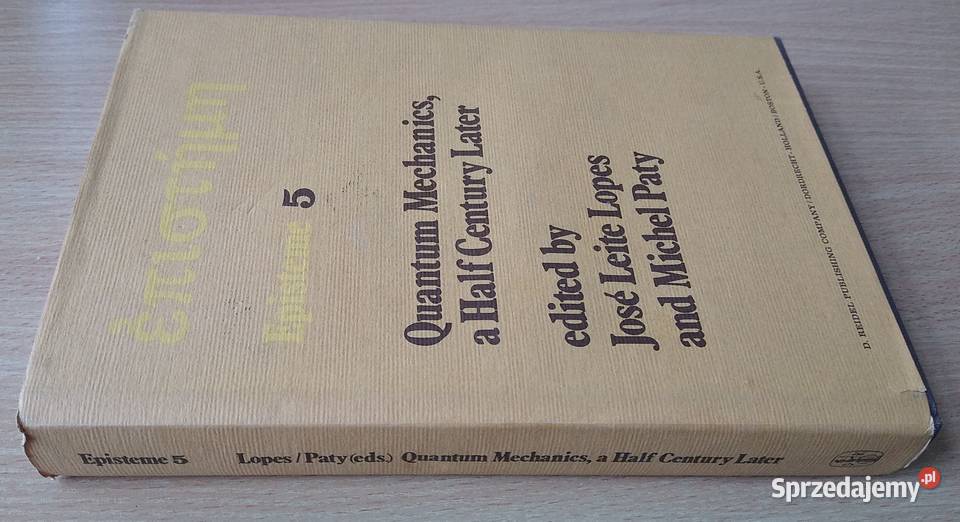 ἐπιστήμη
Episteme 5
Quantum Mechanics,
a Half Century Later
edited by
José Leite Lopes
and Michel Paty
D. REIDEL PUBLISHING COMPANY / DORDRECHT - HOLLAND / BOSTON - U.S.A.
Episteme 5 Lopes / Paty (eds.) Quantum Mechanics, a Half Century Later
Sprzedajemy.pl